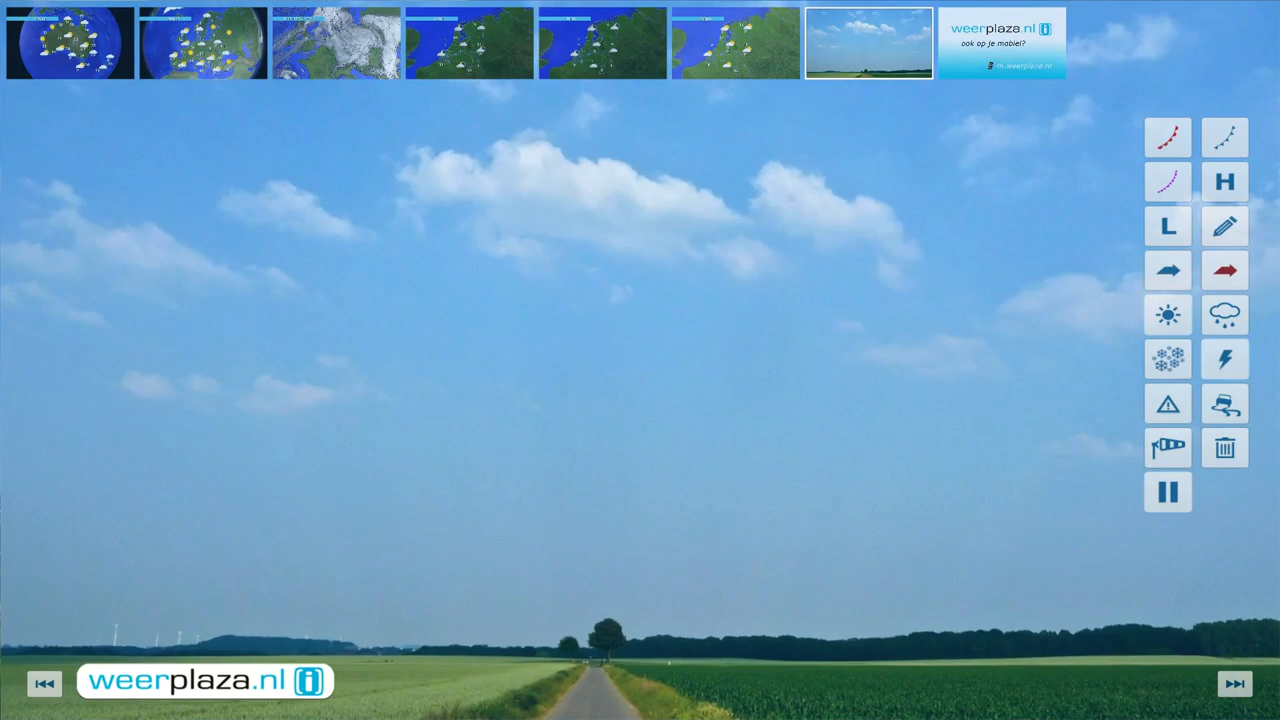 weerplaza.nl i
ook op je mobiel?
m.weerplaza.nl
H
L
weerplaza.nl i